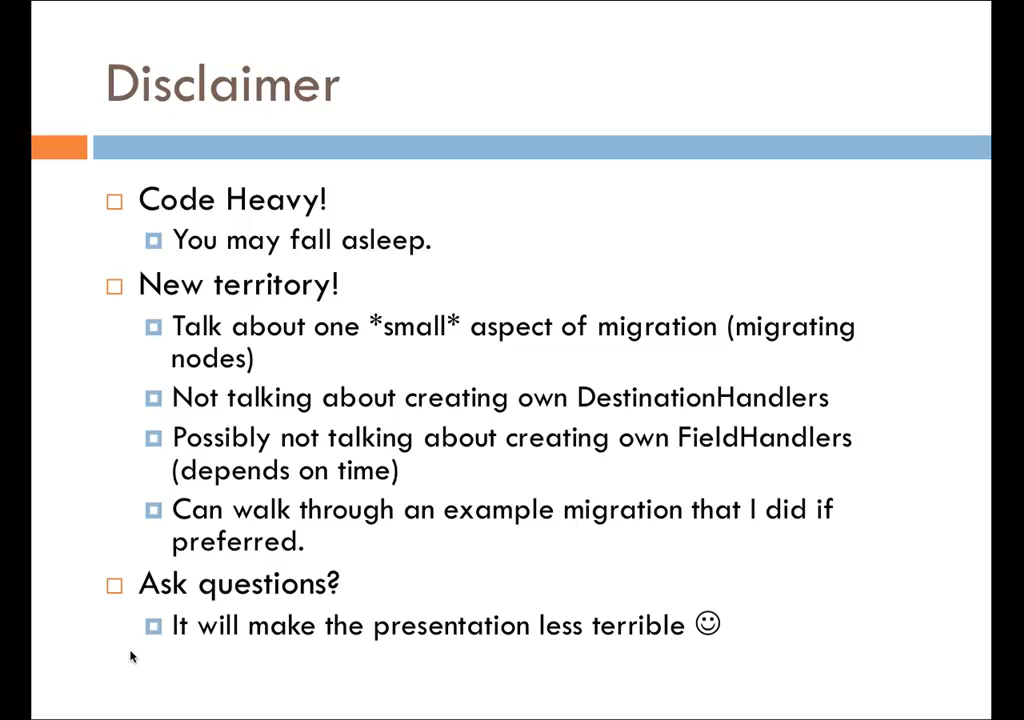 Disclaimer
Code Heavy!
You may fall asleep.
New territory!
Talk about one *small* aspect of migration (migrating
nodes)
Not talking about creating own DestinationHandlers
Possibly not talking about creating own FieldHandlers
(depends on time)
Can walk through an example migration that I did if
preferred.
Ask questions?
It will make the presentation less terrible ☺